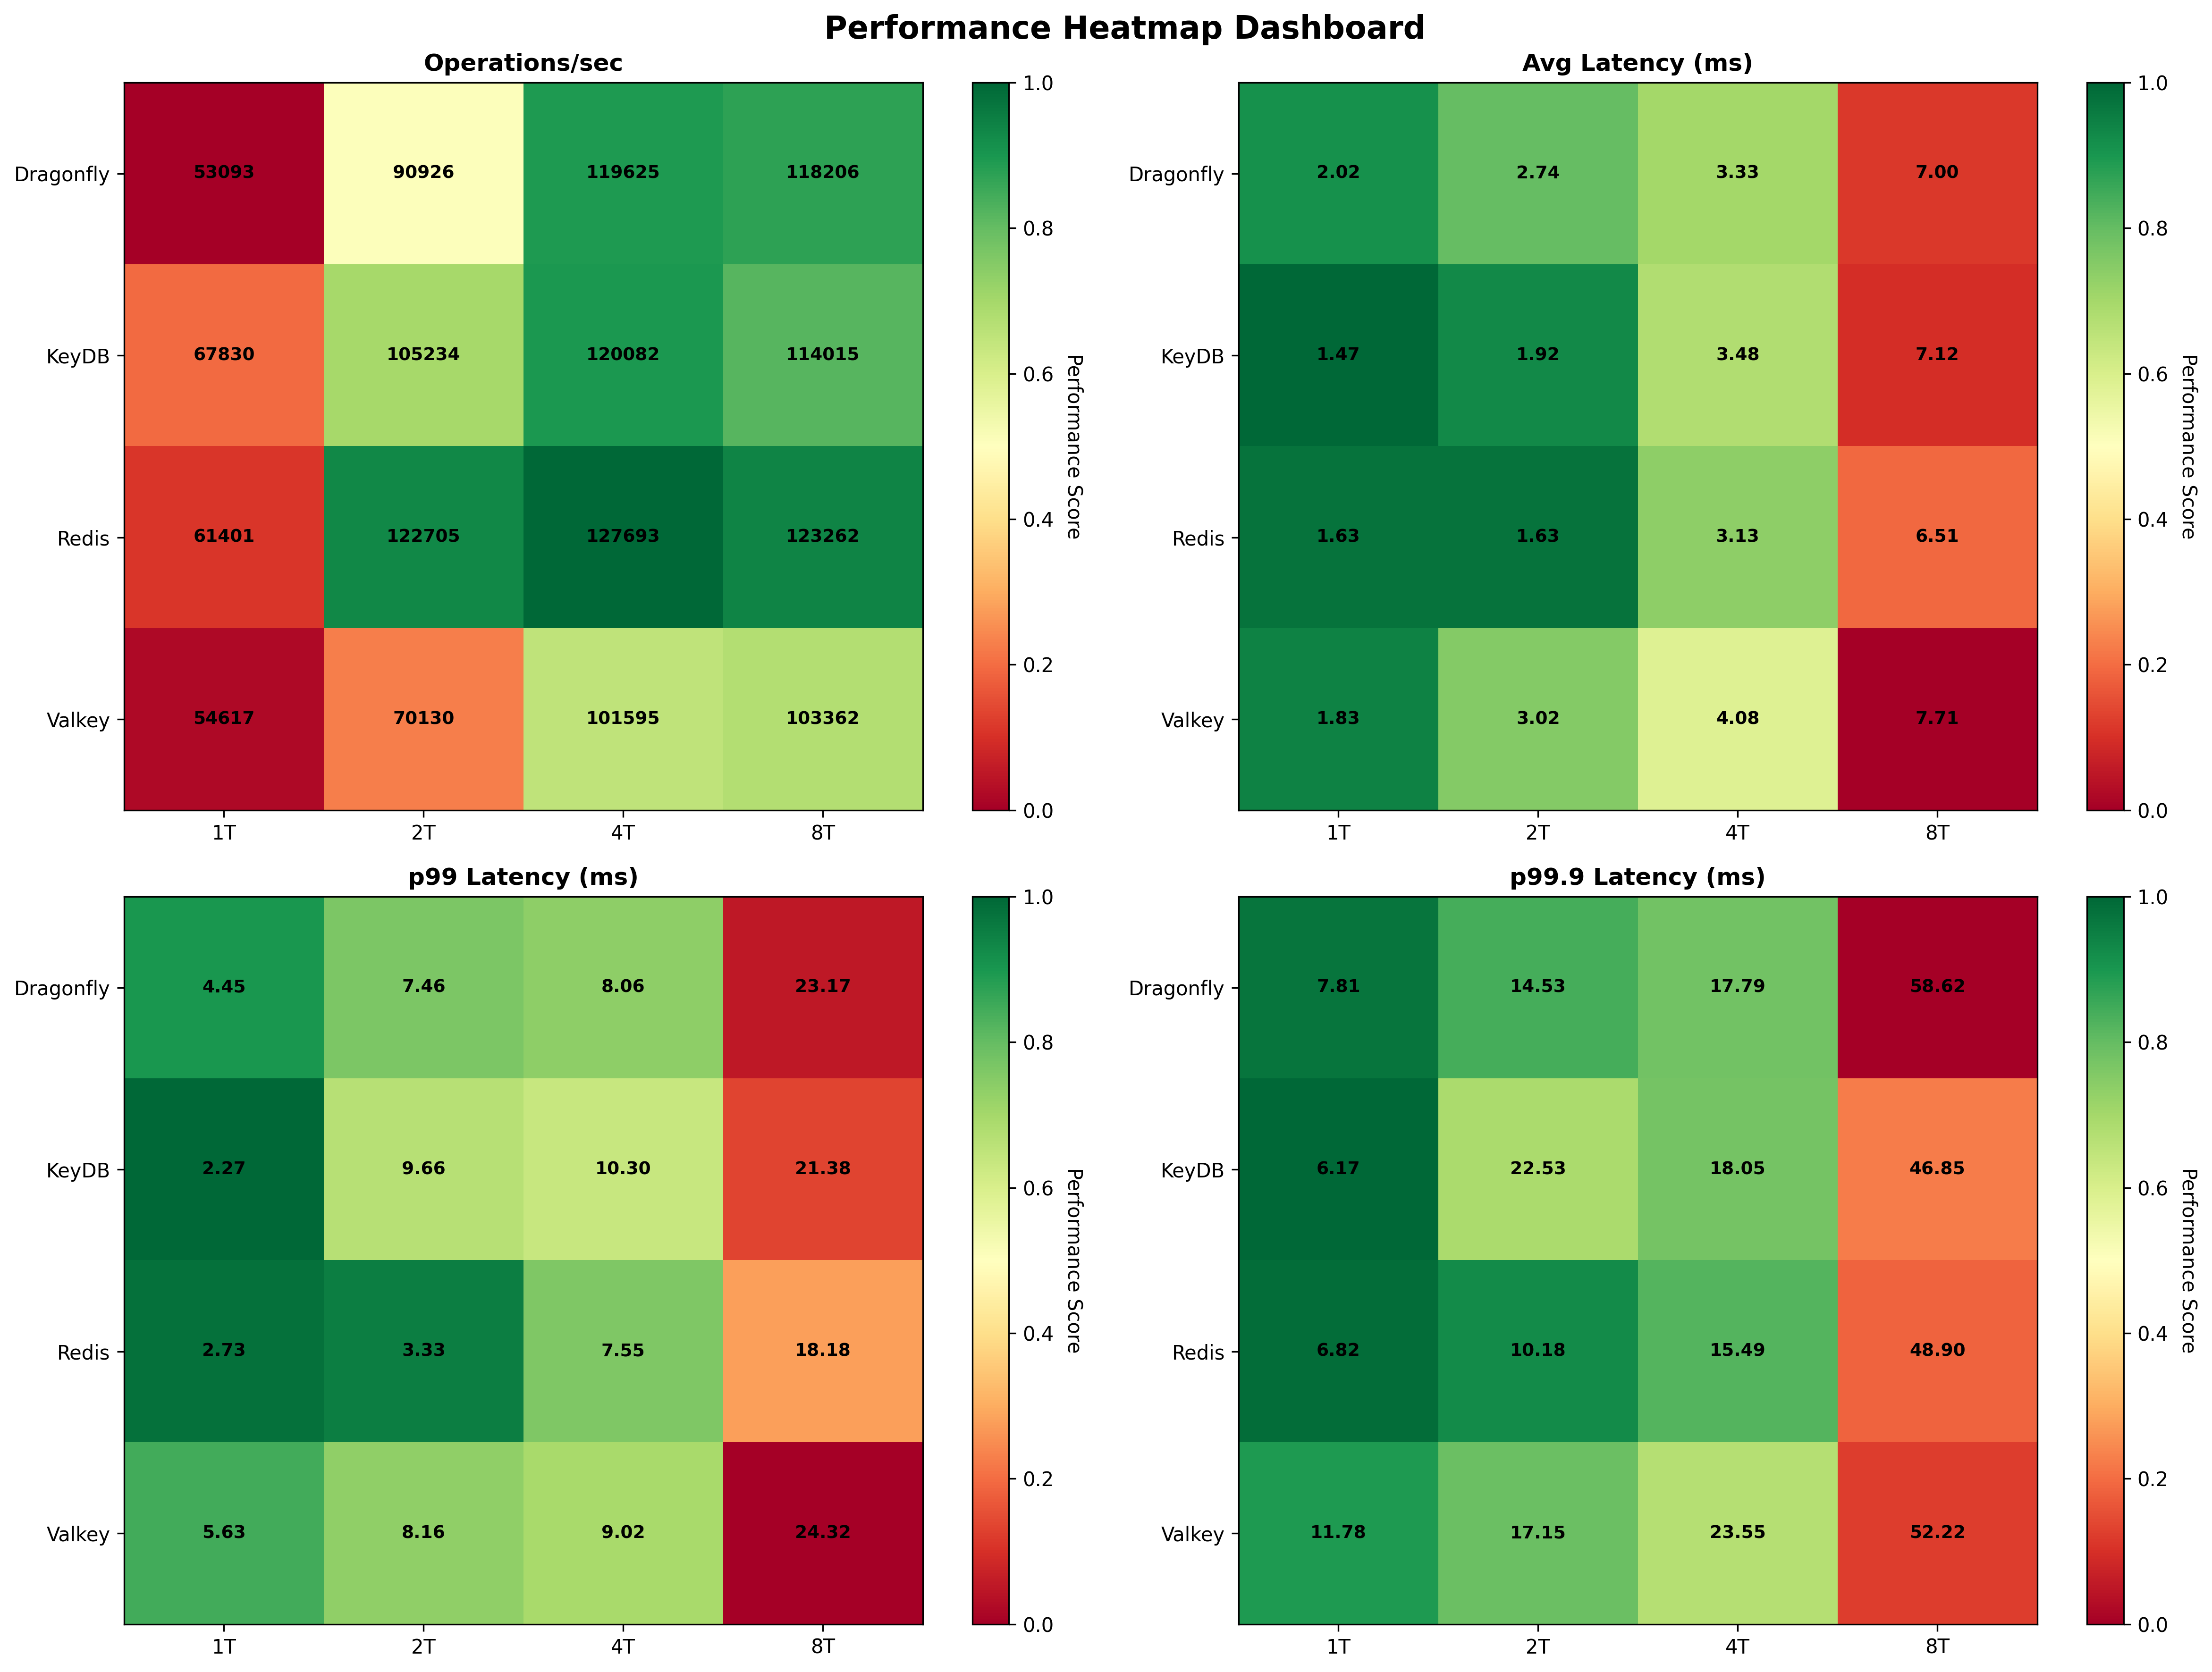 Performance Heatmap Dashboard
Operations/sec
Dragonfly 53093 90926 119625 118206
KeyDB 67830 105234 120082 114015
Redis 61401 122705 127693 123262
Valkey 54617 70130 101595 103362
1T 2T 4T 8T
1.0
0.8
0.6
0.4
0.2
0.0
Performance Score
Avg Latency (ms)
Dragonfly 2.02 2.74 3.33 7.00
KeyDB 1.47 1.92 3.48 7.12
Redis 1.63 1.63 3.13 6.51
Valkey 1.83 3.02 4.08 7.71
1T 2T 4T 8T
1.0
0.8
0.6
0.4
0.2
0.0
Performance Score
p99 Latency (ms)
Dragonfly 4.45 7.46 8.06 23.17
KeyDB 2.27 9.66 10.30 21.38
Redis 2.73 3.33 7.55 18.18
Valkey 5.63 8.16 9.02 24.32
1T 2T 4T 8T
1.0
0.8
0.6
0.4
0.2
0.0
Performance Score
p99.9 Latency (ms)
Dragonfly 7.81 14.53 17.79 58.62
KeyDB 6.17 22.53 18.05 46.85
Redis 6.82 10.18 15.49 48.90
Valkey 11.78 17.15 23.55 52.22
1T 2T 4T 8T
1.0
0.8
0.6
0.4
0.2
0.0
Performance Score